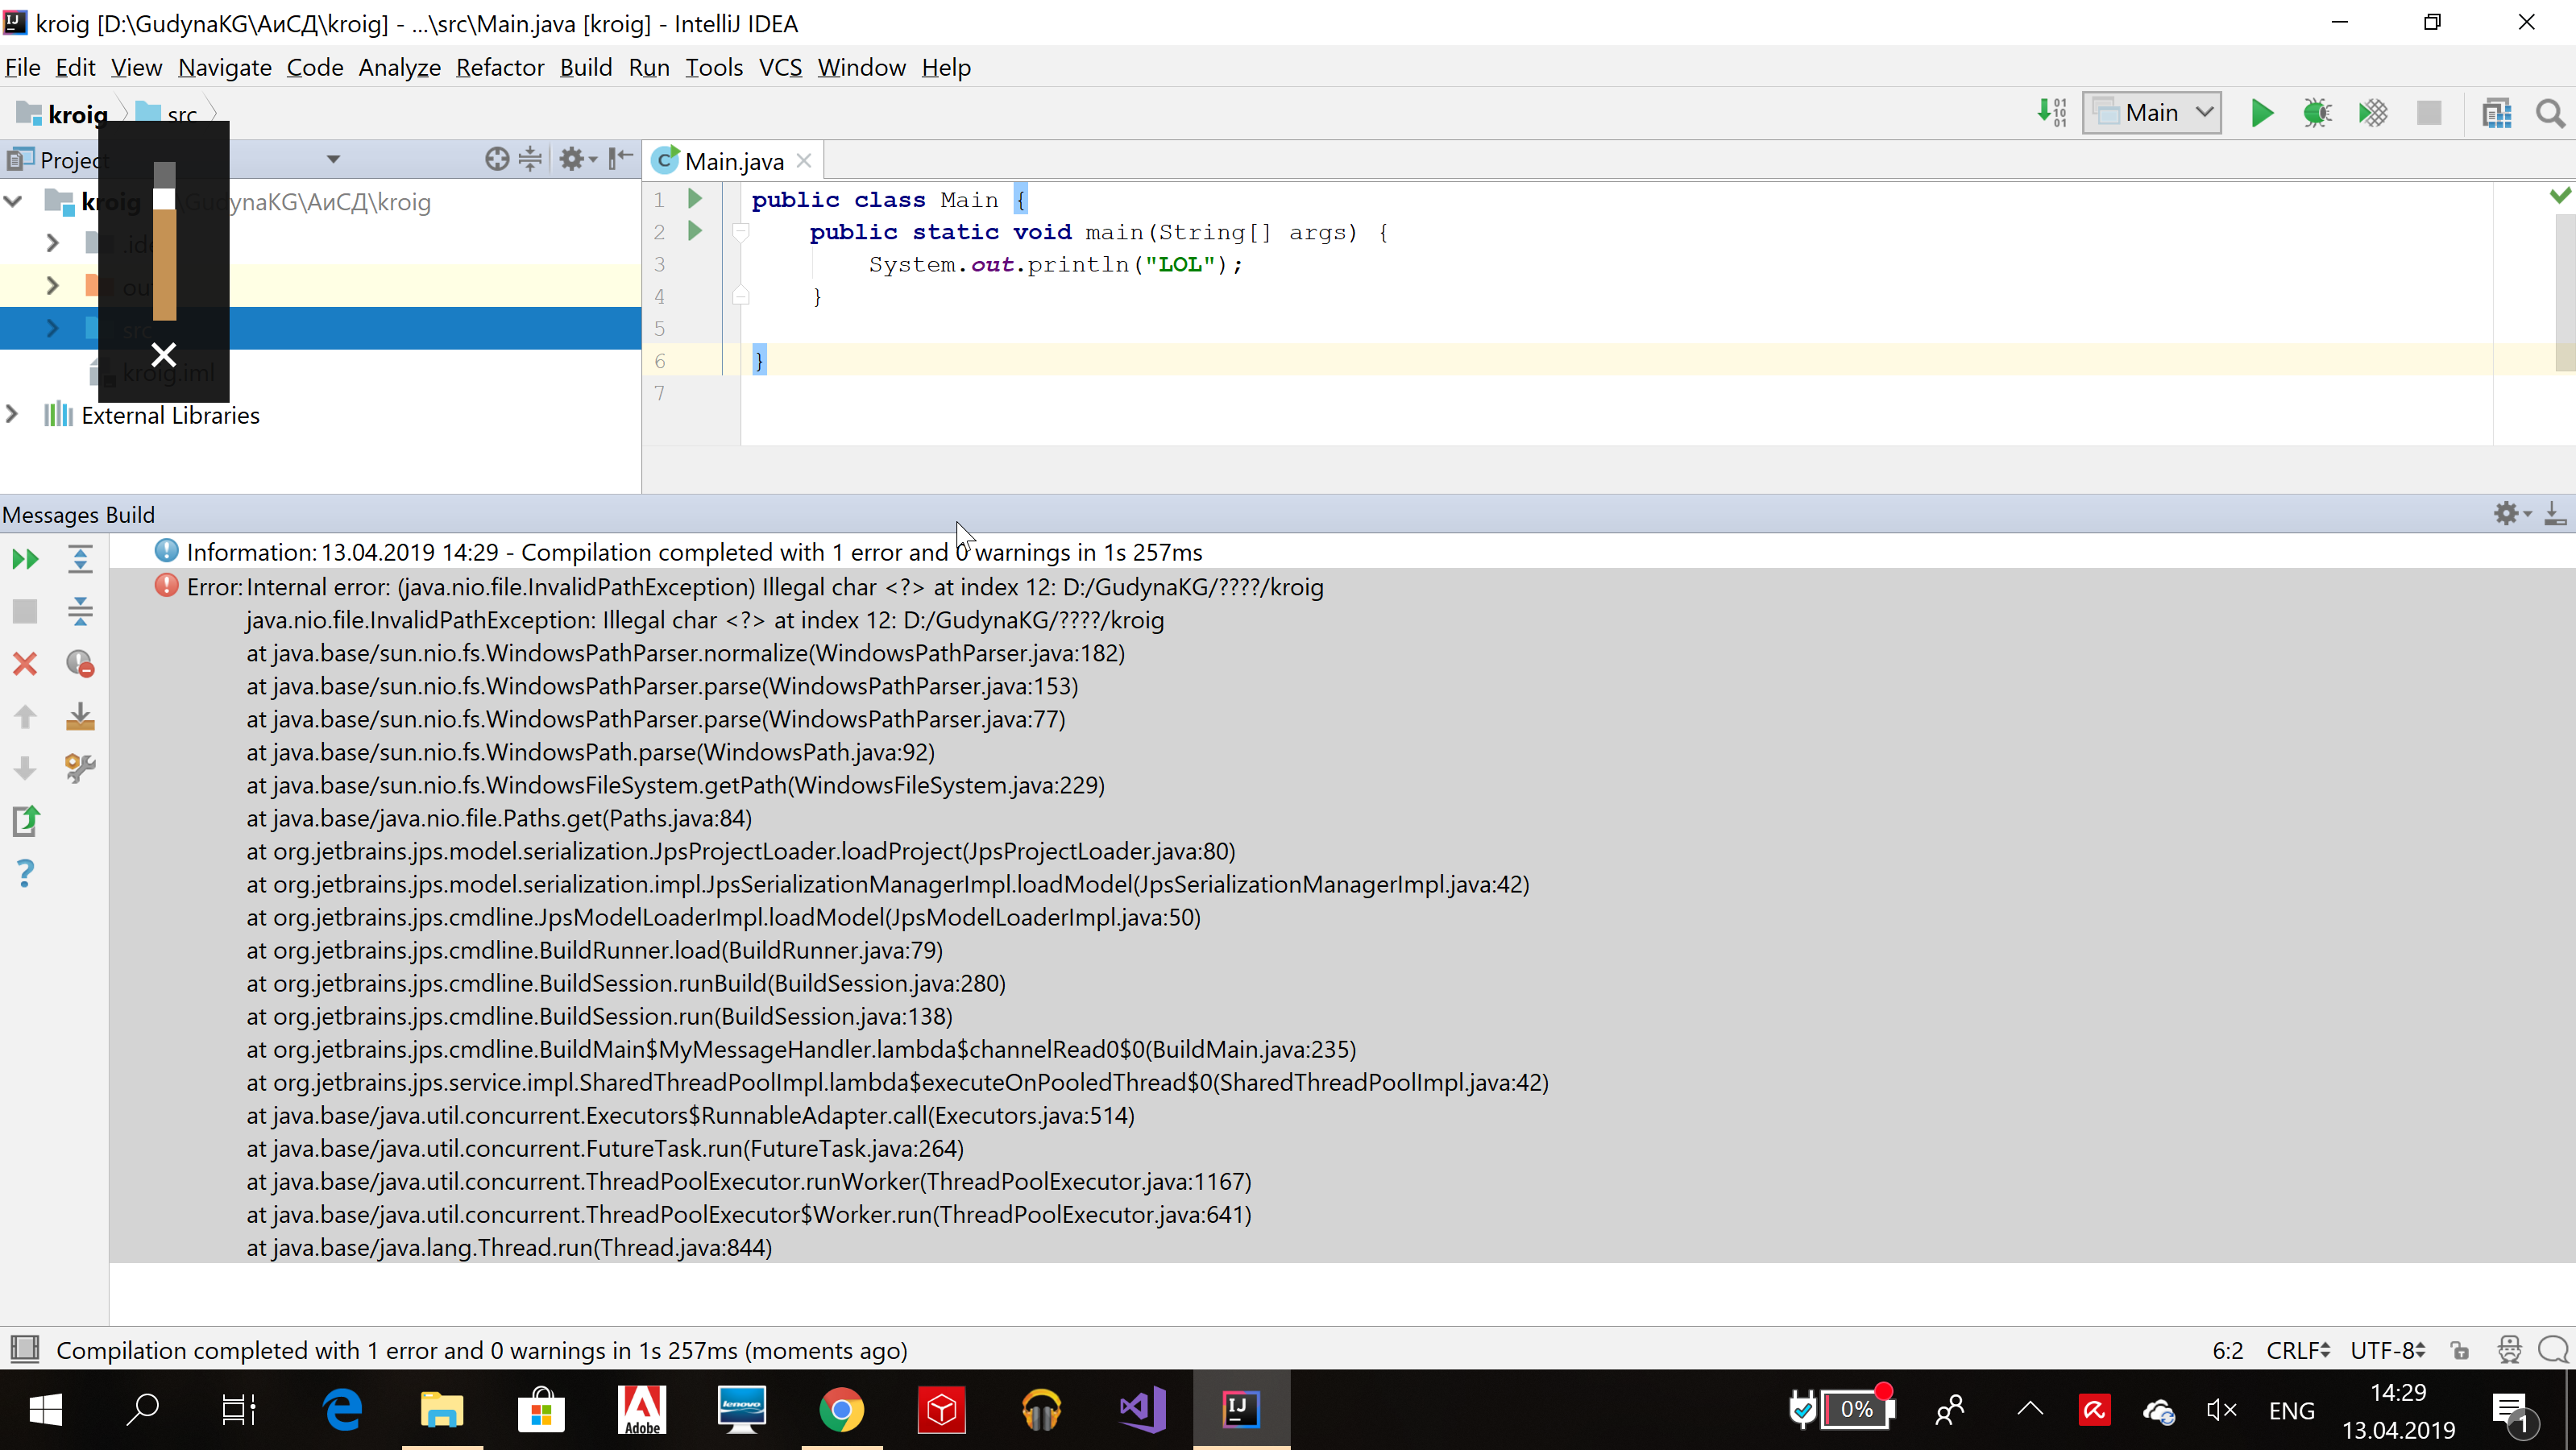 kroig [D:\GudynaKG\АиСД\kroig] - ...\src\Main.java [kroig] - IntelliJ IDEA
File Edit View Navigate Code Analyze Refactor Build Run Tools VCS Window Help
kroig src
Main
Project
Main.java
kroig \GudynaKG\АиСД\kroig
src
kroig.iml
External Libraries
1 public class Main {
2 public static void main(String[] args) {
3 System.out.println("LOL");
4 }
5
6 }
7
Messages Build
Information: 13.04.2019 14:29 - Compilation completed with 1 error and 0 warnings in 1s 257ms
Error: Internal error: (java.nio.file.InvalidPathException) Illegal char <?> at index 12: D:/GudynaKG/????/kroig
java.nio.file.InvalidPathException: Illegal char <?> at index 12: D:/GudynaKG/????/kroig
at java.base/sun.nio.fs.WindowsPathParser.normalize(WindowsPathParser.java:182)
at java.base/sun.nio.fs.WindowsPathParser.parse(WindowsPathParser.java:153)
at java.base/sun.nio.fs.WindowsPathParser.parse(WindowsPathParser.java:77)
at java.base/sun.nio.fs.WindowsPath.parse(WindowsPath.java:92)
at java.base/sun.nio.fs.WindowsFileSystem.getPath(WindowsFileSystem.java:229)
at java.base/java.nio.file.Paths.get(Paths.java:84)
at org.jetbrains.jps.model.serialization.JpsProjectLoader.loadProject(JpsProjectLoader.java:80)
at org.jetbrains.jps.model.serialization.impl.JpsSerializationManagerImpl.loadModel(JpsSerializationManagerImpl.java:42)
at org.jetbrains.jps.cmdline.JpsModelLoaderImpl.loadModel(JpsModelLoaderImpl.java:50)
at org.jetbrains.jps.cmdline.BuildRunner.load(BuildRunner.java:79)
at org.jetbrains.jps.cmdline.BuildSession.runBuild(BuildSession.java:280)
at org.jetbrains.jps.cmdline.BuildSession.run(BuildSession.java:138)
at org.jetbrains.jps.cmdline.BuildMain$MyMessageHandler.lambda$channelRead0$0(BuildMain.java:235)
at org.jetbrains.jps.service.impl.SharedThreadPoolImpl.lambda$executeOnPooledThread$0(SharedThreadPoolImpl.java:42)
at java.base/java.util.concurrent.Executors$RunnableAdapter.call(Executors.java:514)
at java.base/java.util.concurrent.FutureTask.run(FutureTask.java:264)
at java.base/java.util.concurrent.ThreadPoolExecutor.runWorker(ThreadPoolExecutor.java:1167)
at java.base/java.util.concurrent.ThreadPoolExecutor$Worker.run(ThreadPoolExecutor.java:641)
at java.base/java.lang.Thread.run(Thread.java:844)
Compilation completed with 1 error and 0 warnings in 1s 257ms (moments ago)
6:2 CRLF UTF-8
Adobe lenovo IJ 0% ENG 14:29
13.04.2019 1